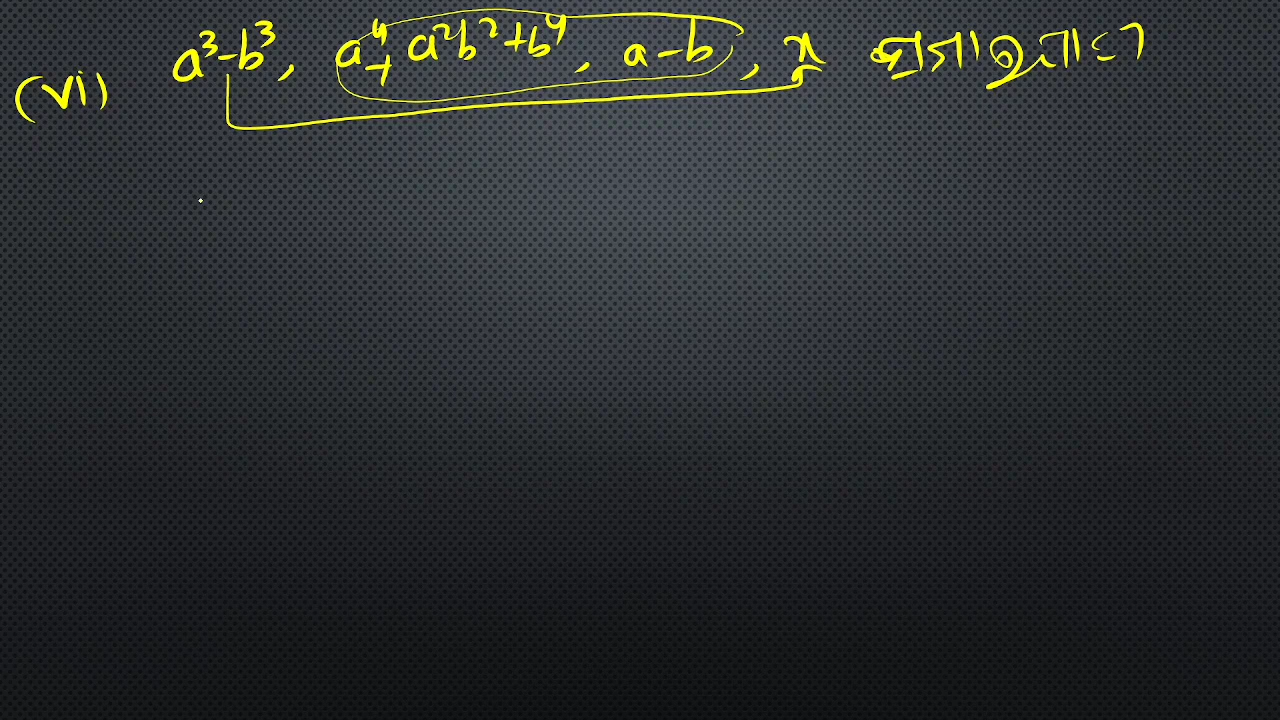 (vi) a³-b³, a⁴+a²b²+b⁴, a-b, x